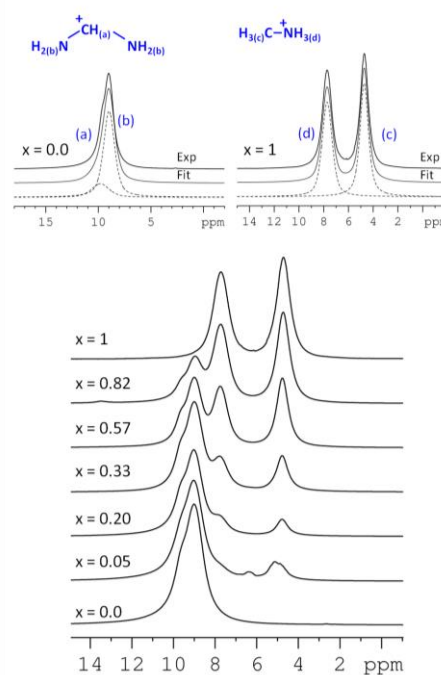 +
CH(a)
H2(b)N
NH2(b)
(a)
(b)
x = 0.0
Exp
Fit
15 10 5 ppm
+
H3(c)C–NH3(d)
(d)
(c)
x = 1
Exp
Fit
14 12 10 8 6 4 2 ppm
x = 1
x = 0.82
x = 0.57
x = 0.33
x = 0.20
x = 0.05
x = 0.0
14 12 10 8 6 4 2 ppm